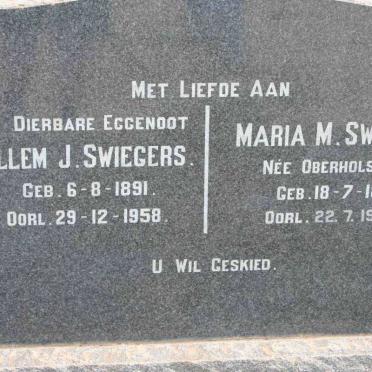 MET LIEFDE AAN
DIERBARE EGGENOOT
LLEM J. SWIEGERS.
GEB. 6-8-1891.
OORL. 29-12-1958.
MARIA M. SW
NÉE OBERHOLS
GEB. 18-7-1
OORL. 22.7.19
U WIL GESKIED.